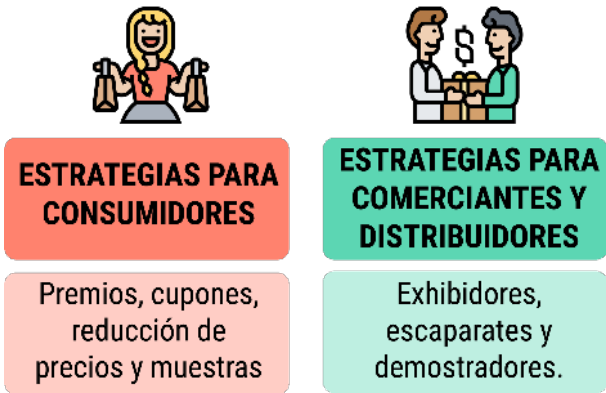 $
ESTRATEGIAS PARA
CONSUMIDORES
Premios, cupones,
reducción de
precios y muestras
ESTRATEGIAS PARA
COMERCIANTES Y
DISTRIBUIDORES
Exhibidores,
escaparates y
demostradores.